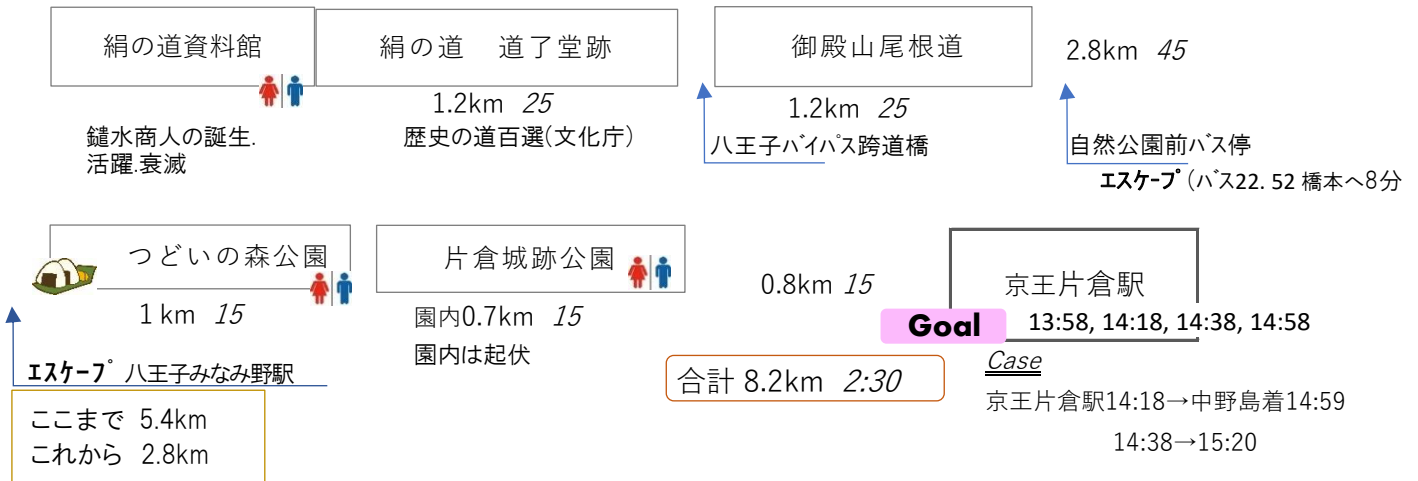 絹の道資料館
絹の道　道了堂跡
御殿山尾根道
2.8km 45
1.2km 25
1.2km 25
鑓水商人の誕生.
活躍.衰滅
歴史の道百選(文化庁)
八王子バイパス跨道橋
自然公園前バス停
エスケープ (バス22. 52 橋本へ8分
つどいの森公園
片倉城跡公園
京王片倉駅
0.8km 15
1 km 15
園内0.7km 15
園内は起伏
Goal 13:58, 14:18, 14:38, 14:58
エスケープ 八王子みなみ野駅
合計 8.2km 2:30
Case
京王片倉駅14:18→中野島着14:59
14:38→15:20
ここまで 5.4km
これから 2.8km